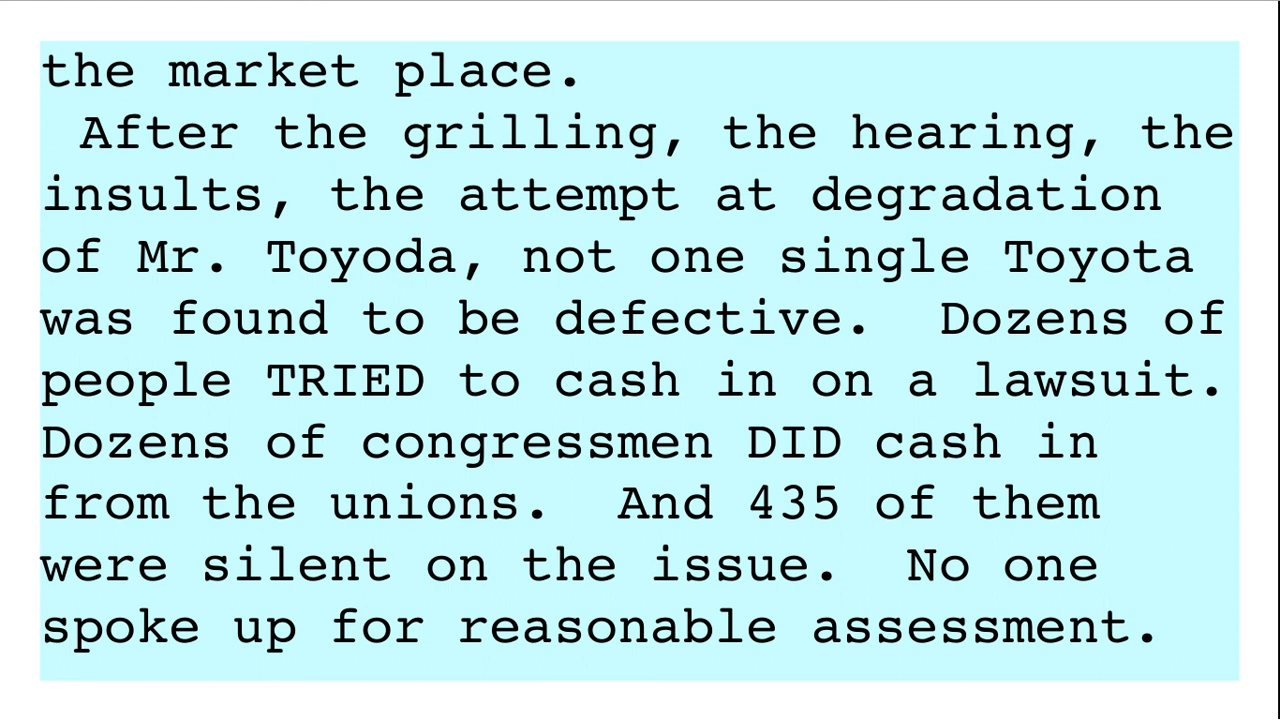 the market place.
After the grilling, the hearing, the
insults, the attempt at degradation
of Mr. Toyoda, not one single Toyota
was found to be defective.  Dozens of
people TRIED to cash in on a lawsuit.
Dozens of congressmen DID cash in
from the unions.  And 435 of them
were silent on the issue.  No one
spoke up for reasonable assessment.